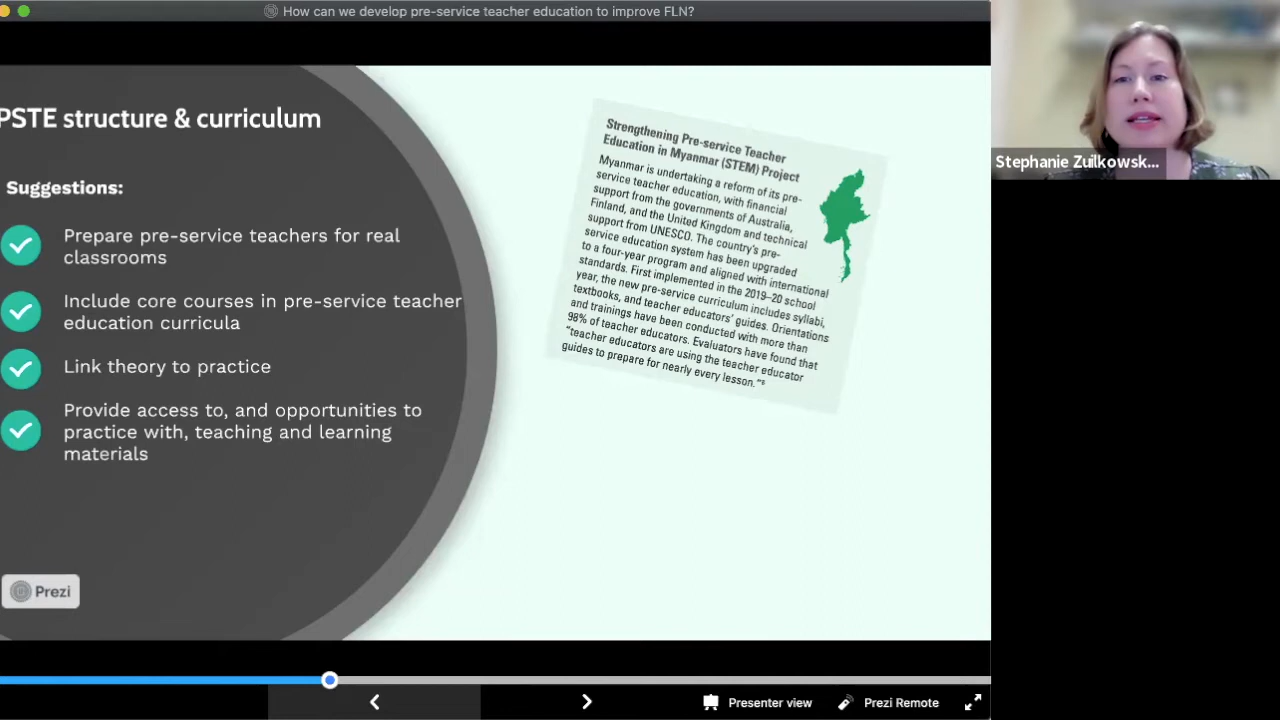 How can we develop pre-service teacher education to improve FLN?
PSTE structure & curriculum
Suggestions:
Prepare pre-service teachers for real
classrooms
Include core courses in pre-service teacher
education curricula
Link theory to practice
Provide access to, and opportunities to
practice with, teaching and learning
materials
Prezi
Strengthening Pre-service Teacher
Education in Myanmar (STEM) Project
Myanmar is undertaking a reform of its pre-
service teacher education, with financial
support from the governments of Australia,
Finland, and the United Kingdom and technical
support from UNESCO. The country's pre-
service education system has been upgraded
to a four-year program and aligned with international
standards. First implemented in the 2019–20 school
year, the new pre-service curriculum includes syllabi,
textbooks, and teacher educators' guides. Orientations
and trainings have been conducted with more than
98% of teacher educators. Evaluators have found that
"teacher educators are using the teacher educator
guides to prepare for nearly every lesson."
Stephanie Zuilkowsk...
Presenter view
Prezi Remote